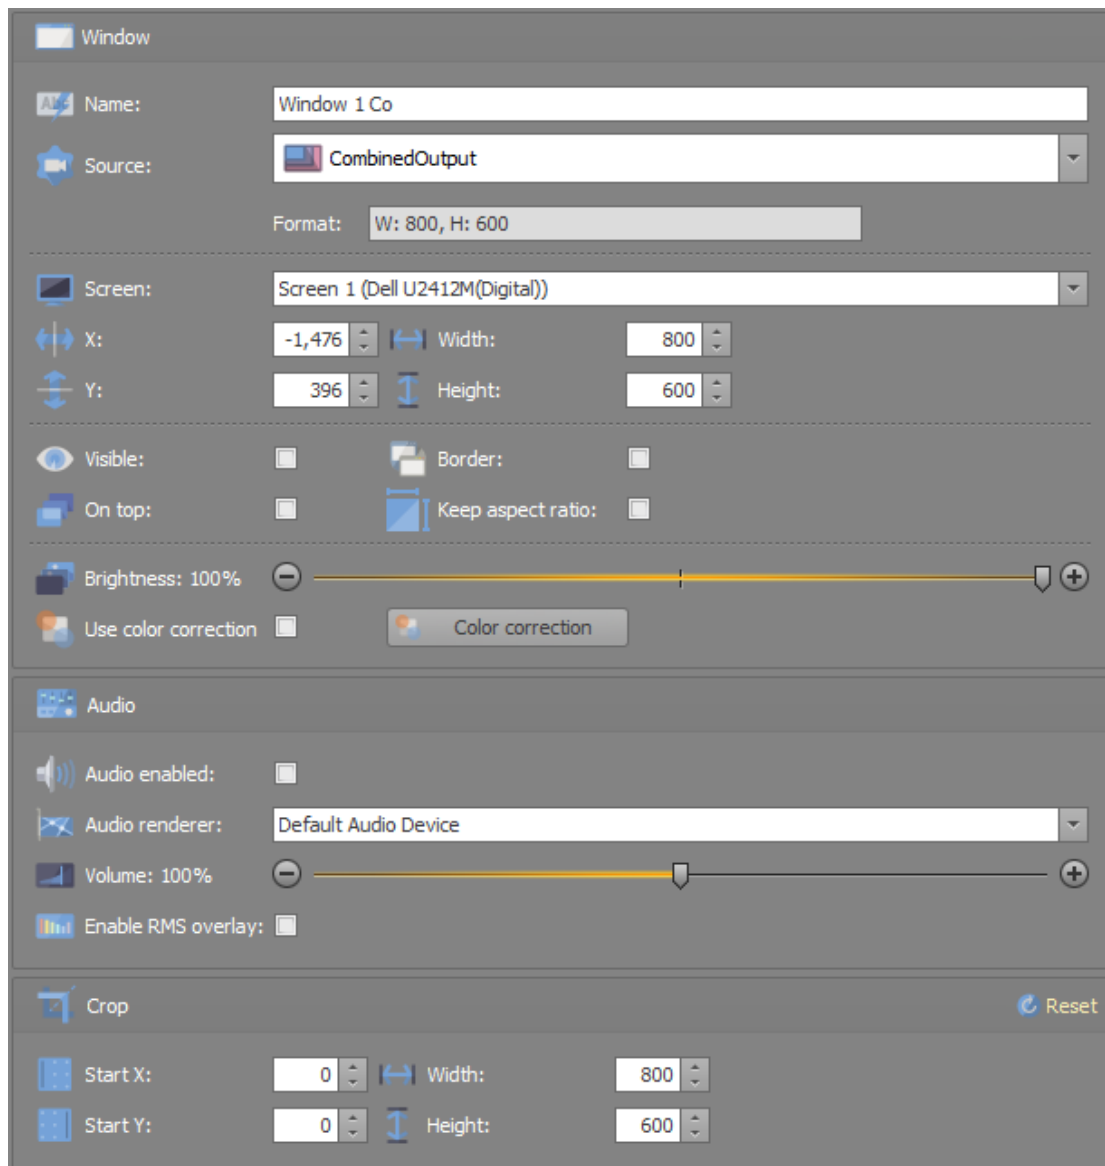 Window
Name: Window 1 Co
Source: CombinedOutput
Format: W: 800, H: 600
Screen: Screen 1 (Dell U2412M(Digital))
X: -1,476 Width: 800
Y: 396 Height: 600
Visible: Border:
On top: Keep aspect ratio:
Brightness: 100%
Use color correction Color correction
Audio
Audio enabled:
Audio renderer: Default Audio Device
Volume: 100%
Enable RMS overlay:
Crop Reset
Start X: 0 Width: 800
Start Y: 0 Height: 600